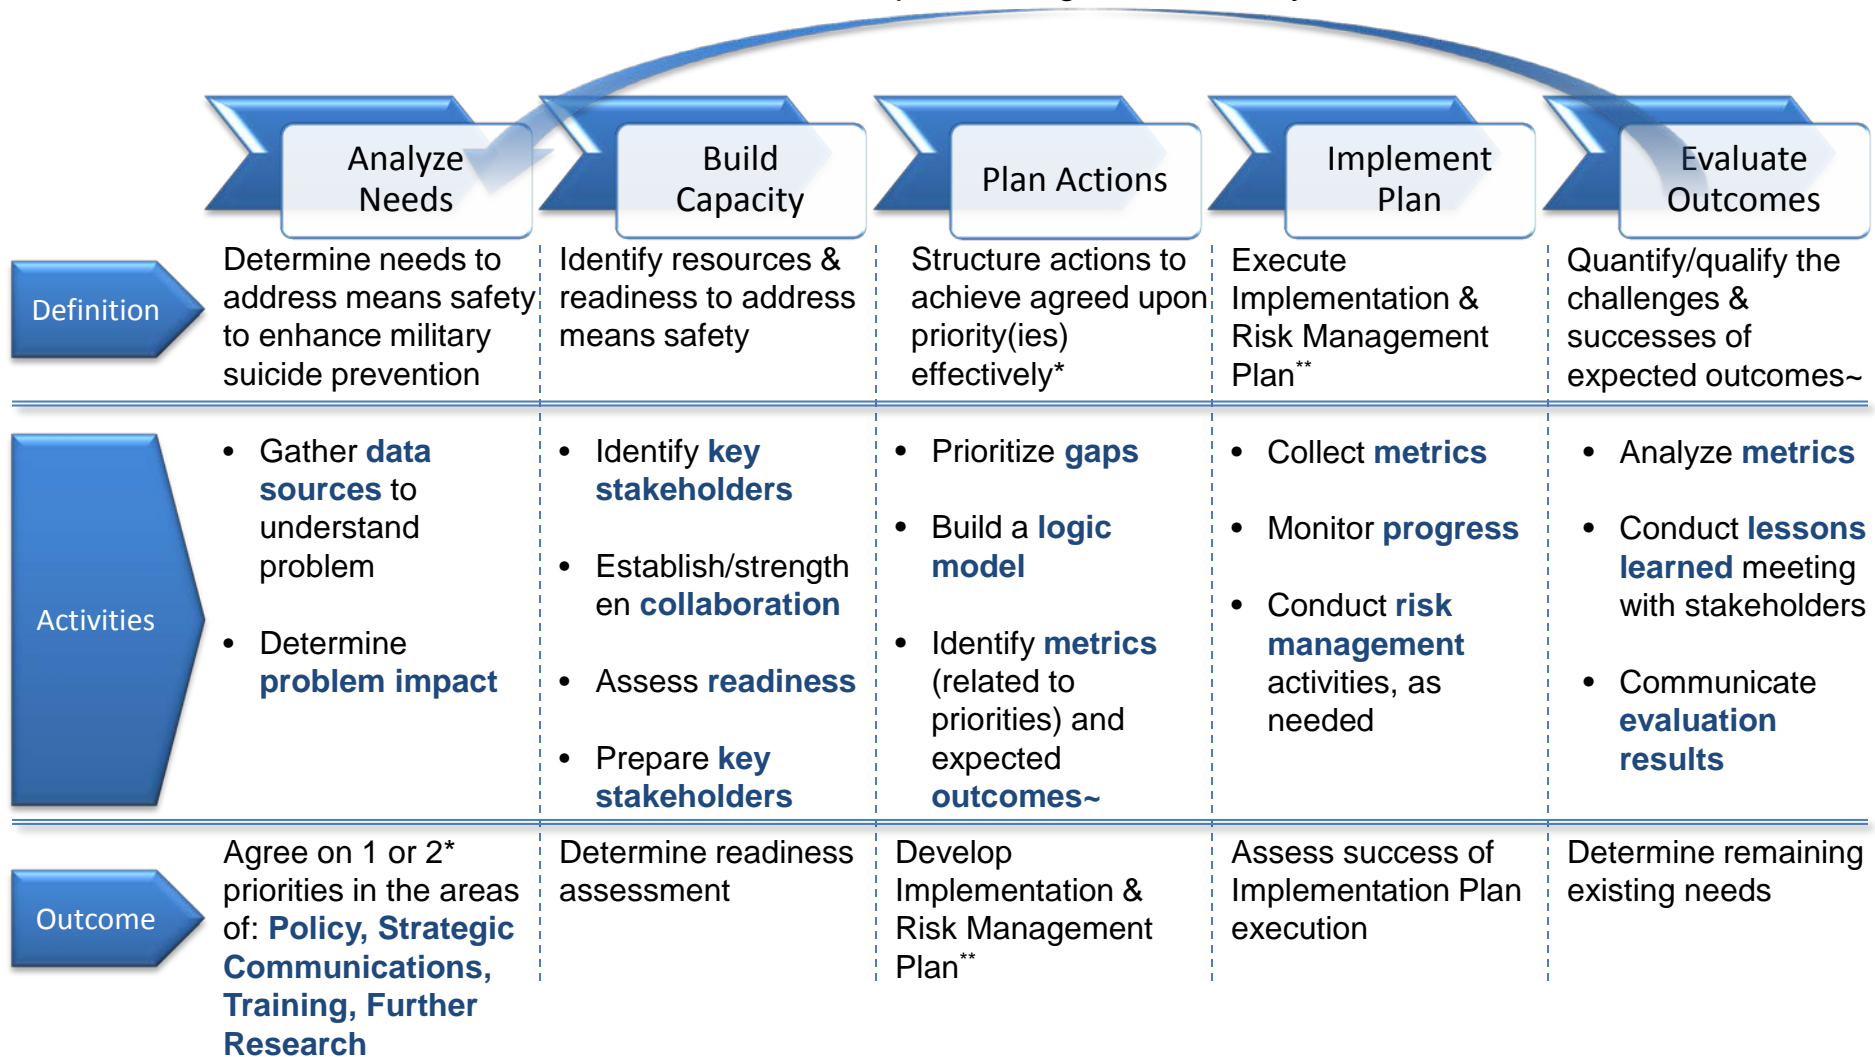 Analyze
Needs
Build
Capacity
Plan Actions
Implement
Plan
Evaluate
Outcomes
Definition
Determine needs to
address means safety
to enhance military
suicide prevention
Identify resources &
readiness to address
means safety
Structure actions to
achieve agreed upon
priority(ies)
effectively*
Execute
Implementation &
Risk Management
Plan**
Quantify/qualify the
challenges &
successes of
expected outcomes~
Activities
• Gather data
sources to
understand
problem
• Determine
problem impact
• Identify key
stakeholders
• Establish/strength
en collaboration
• Assess readiness
• Prepare key
stakeholders
• Prioritize gaps
• Build a logic
model
• Identify metrics
(related to
priorities) and
expected
outcomes~
• Collect metrics
• Monitor progress
• Conduct risk
management
activities, as
needed
• Analyze metrics
• Conduct lessons
learned meeting
with stakeholders
• Communicate
evaluation
results
Outcome
Agree on 1 or 2*
priorities in the areas
of: Policy, Strategic
Communications,
Training, Further
Research
Determine readiness
assessment
Develop
Implementation &
Risk Management
Plan**
Assess success of
Implementation Plan
execution
Determine remaining
existing needs